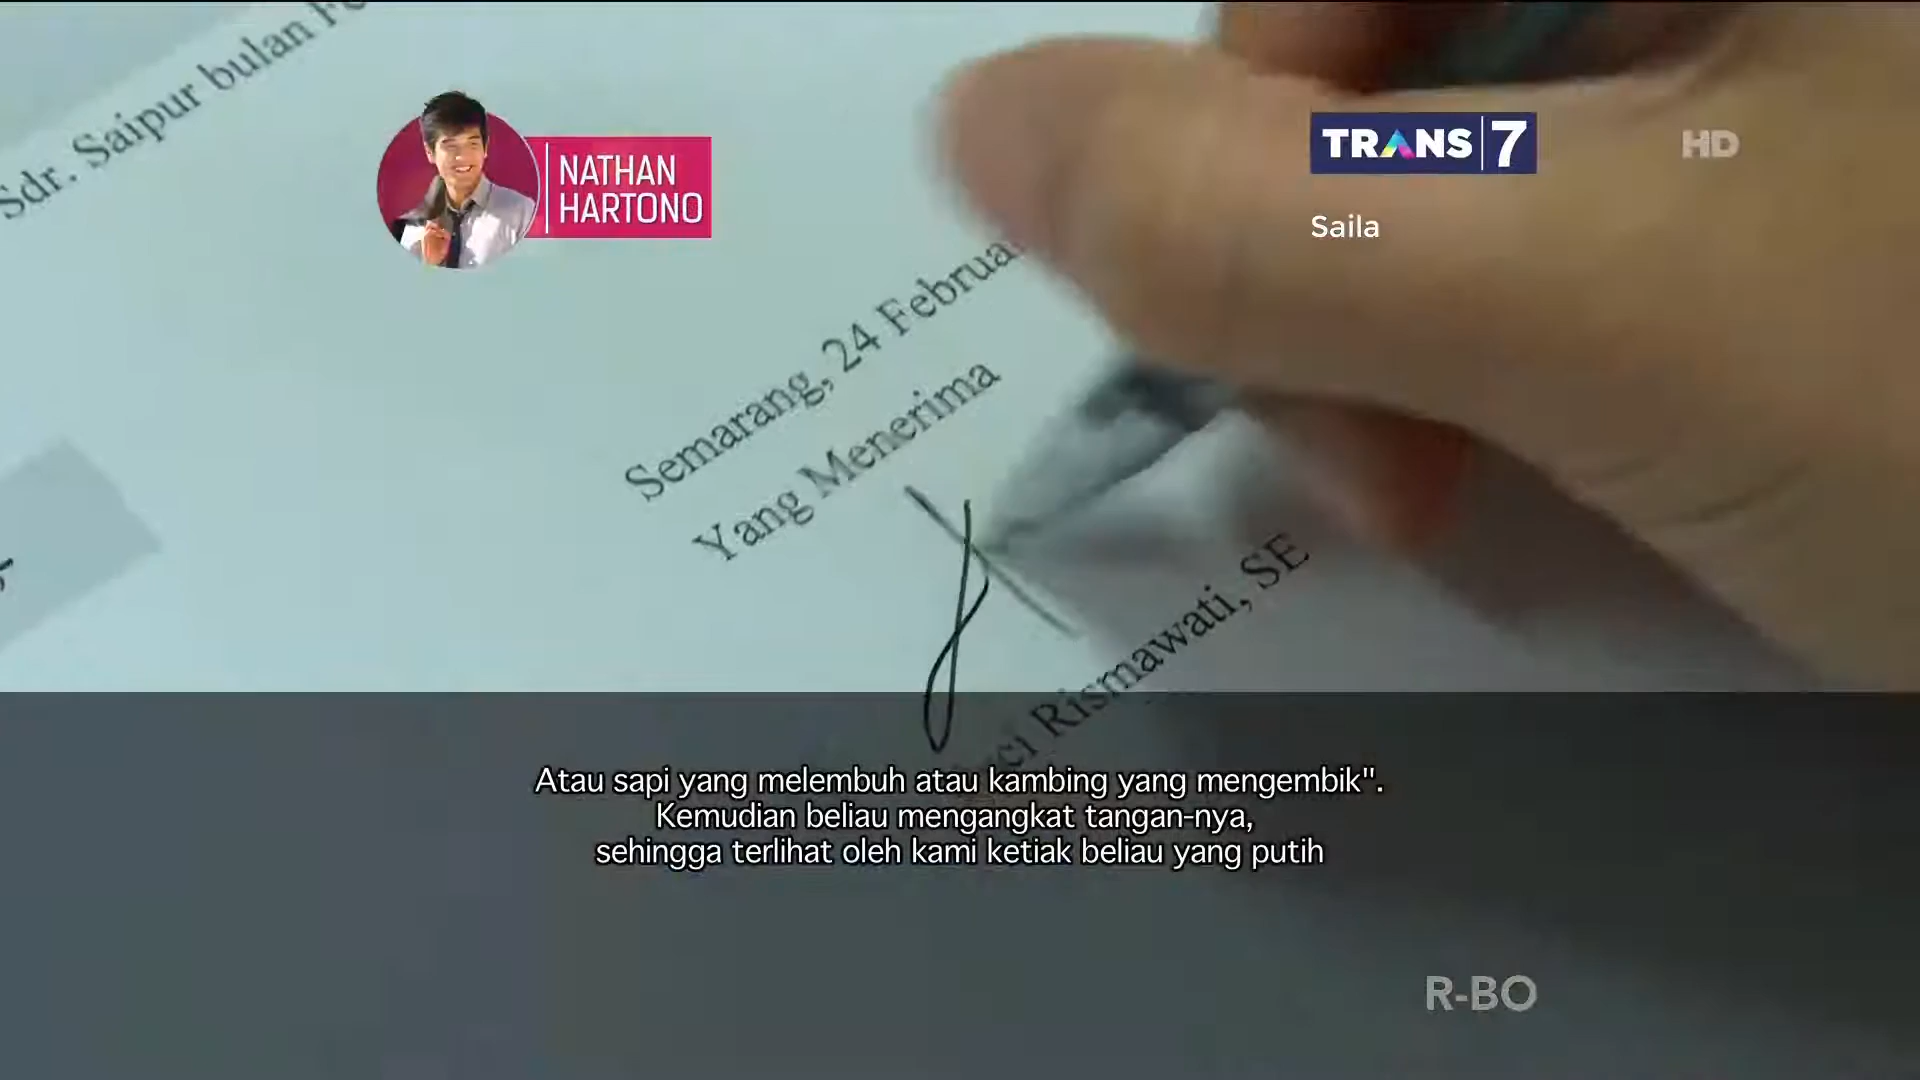 Sdr. Saipur bulan
NATHAN
HARTONO
TRANS|7
HD
Saila
Semarang, 24 Februa
Yang Menerima
Rismawati, SE
Atau sapi yang melembuh atau kambing yang mengembik".
Kemudian beliau mengangkat tangan-nya,
sehingga terlihat oleh kami ketiak beliau yang putih
R-BO